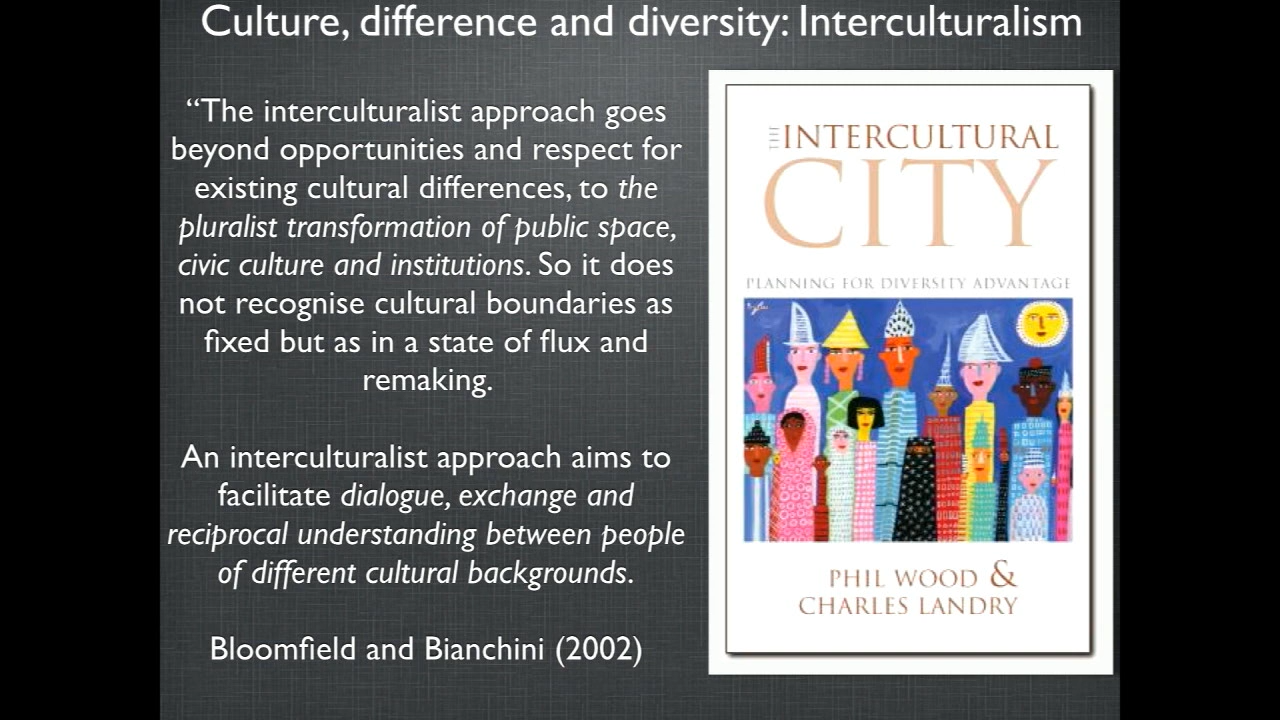 Culture, difference and diversity: Interculturalism
“The interculturalist approach goes
beyond opportunities and respect for
existing cultural differences, to the
pluralist transformation of public space,
civic culture and institutions. So it does
not recognise cultural boundaries as
fixed but as in a state of flux and
remaking.
An interculturalist approach aims to
facilitate dialogue, exchange and
reciprocal understanding between people
of different cultural backgrounds.
Bloomfield and Bianchini (2002)
THE INTERCULTURAL
CITY
PLANNING FOR DIVERSITY ADVANTAGE
PHIL WOOD &
CHARLES LANDRY